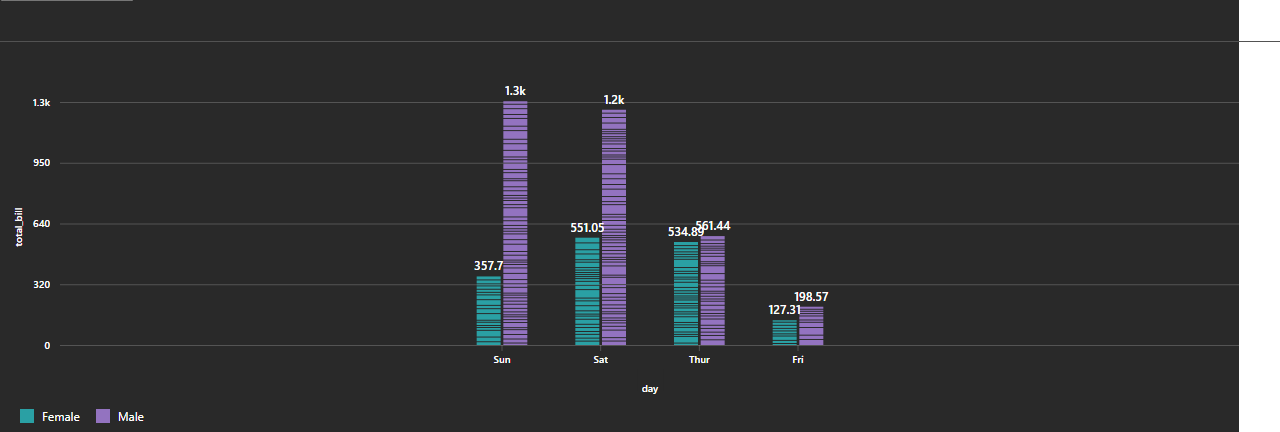 1.3k
1.2k
1.3k
950
640
320
0
total_bill
357.7
551.05
534.89
561.44
127.31
198.57
Sun Sat Thur Fri
day
Female Male